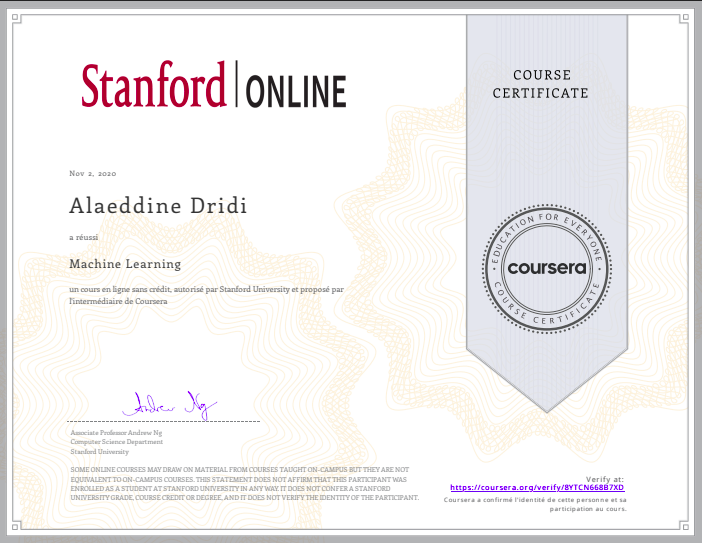 Stanford ONLINE
COURSE
CERTIFICATE
Nov 2, 2020
Alaeddine Dridi
a réussi
Machine Learning
un cours en ligne sans crédit, autorisé par Stanford University et proposé par
l'intermédiaire de Coursera
EDUCATION FOR EVERYONE
coursera
COURSE CERTIFICATE
Andrew Ng
Associate Professor Andrew Ng
Computer Science Department
Stanford University
SOME ONLINE COURSES MAY DRAW ON MATERIAL FROM COURSES TAUGHT ON-CAMPUS BUT THEY ARE NOT
EQUIVALENT TO ON-CAMPUS COURSES. THIS STATEMENT DOES NOT AFFIRM THAT THIS PARTICIPANT WAS
ENROLLED AS A STUDENT AT STANFORD UNIVERSITY IN ANY WAY. IT DOES NOT CONFER A STANFORD
UNIVERSITY GRADE, COURSE CREDIT OR DEGREE, AND IT DOES NOT VERIFY THE IDENTITY OF THE PARTICIPANT.
Verify at:
https://coursera.org/verify/8YTCN668B7XD
Coursera a confirmé l'identité de cette personne et sa
participation au cours.